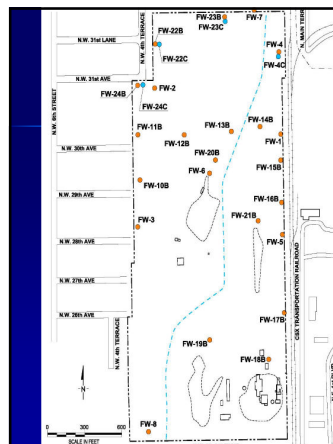 FW-23B
FW-7
N.W. 4th TERRACE
FW-22B
FW-23C
N. MAIN TERR
N.W. 31st LANE
FW-4
FW-22C
FW-4C
N.W. 31st AVE
FW-24B
FW-2
FW-24C
N.W. 6th STREET
FW-14B
FW-11B
FW-13B
FW-12B
FW-1
N.W. 30th AVE
FW-20B
FW-15B
FW-6
FW-10B
N.W. 29th AVE
FW-16B
FW-21B
FW-3
FW-5
N.W. 28th AVE
CSX TRANSPORTATION RAILROAD
N.W. 27th AVE
N.W. 26th AVE
FW-17B
N.W. 4th TERRACE
FW-19B
FW-18B
N
FW-8
0
300
600
SCALE IN FEET